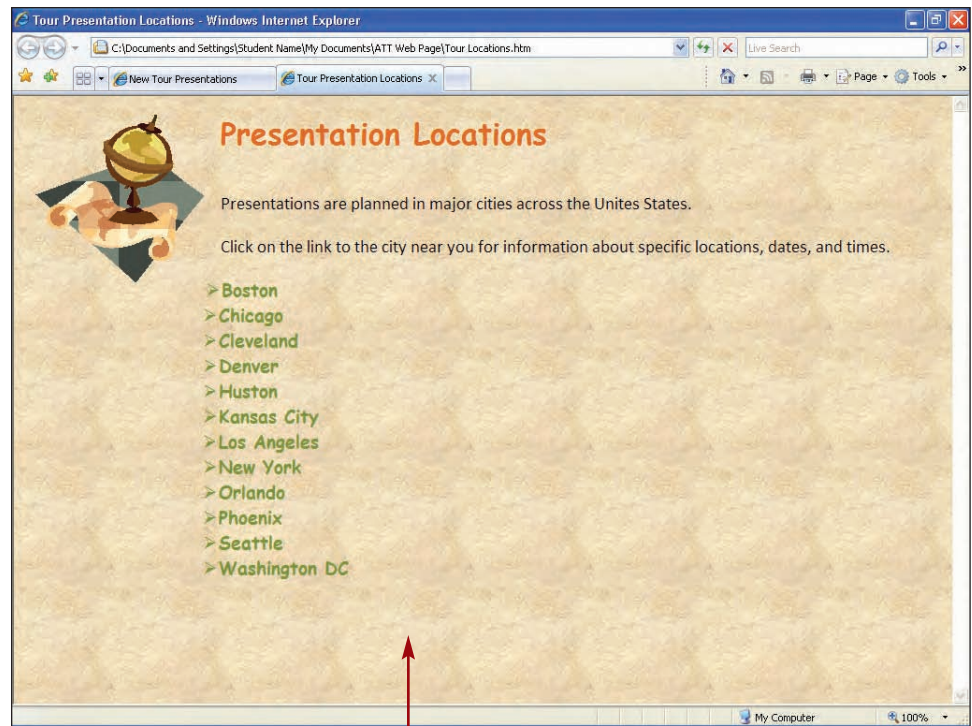 Tour Presentation Locations - Windows Internet Explorer
C:\Documents and Settings\Student Name\My Documents\ATT Web Page\Tour Locations.htm
Live Search
New Tour Presentations
Tour Presentation Locations
Page
Tools
»
Presentation Locations
Presentations are planned in major cities across the Unites States.
Click on the link to the city near you for information about specific locations, dates, and times.
Boston
Chicago
Cleveland
Denver
Huston
Kansas City
Los Angeles
New York
Orlando
Phoenix
Seattle
Washington DC
My Computer
100%